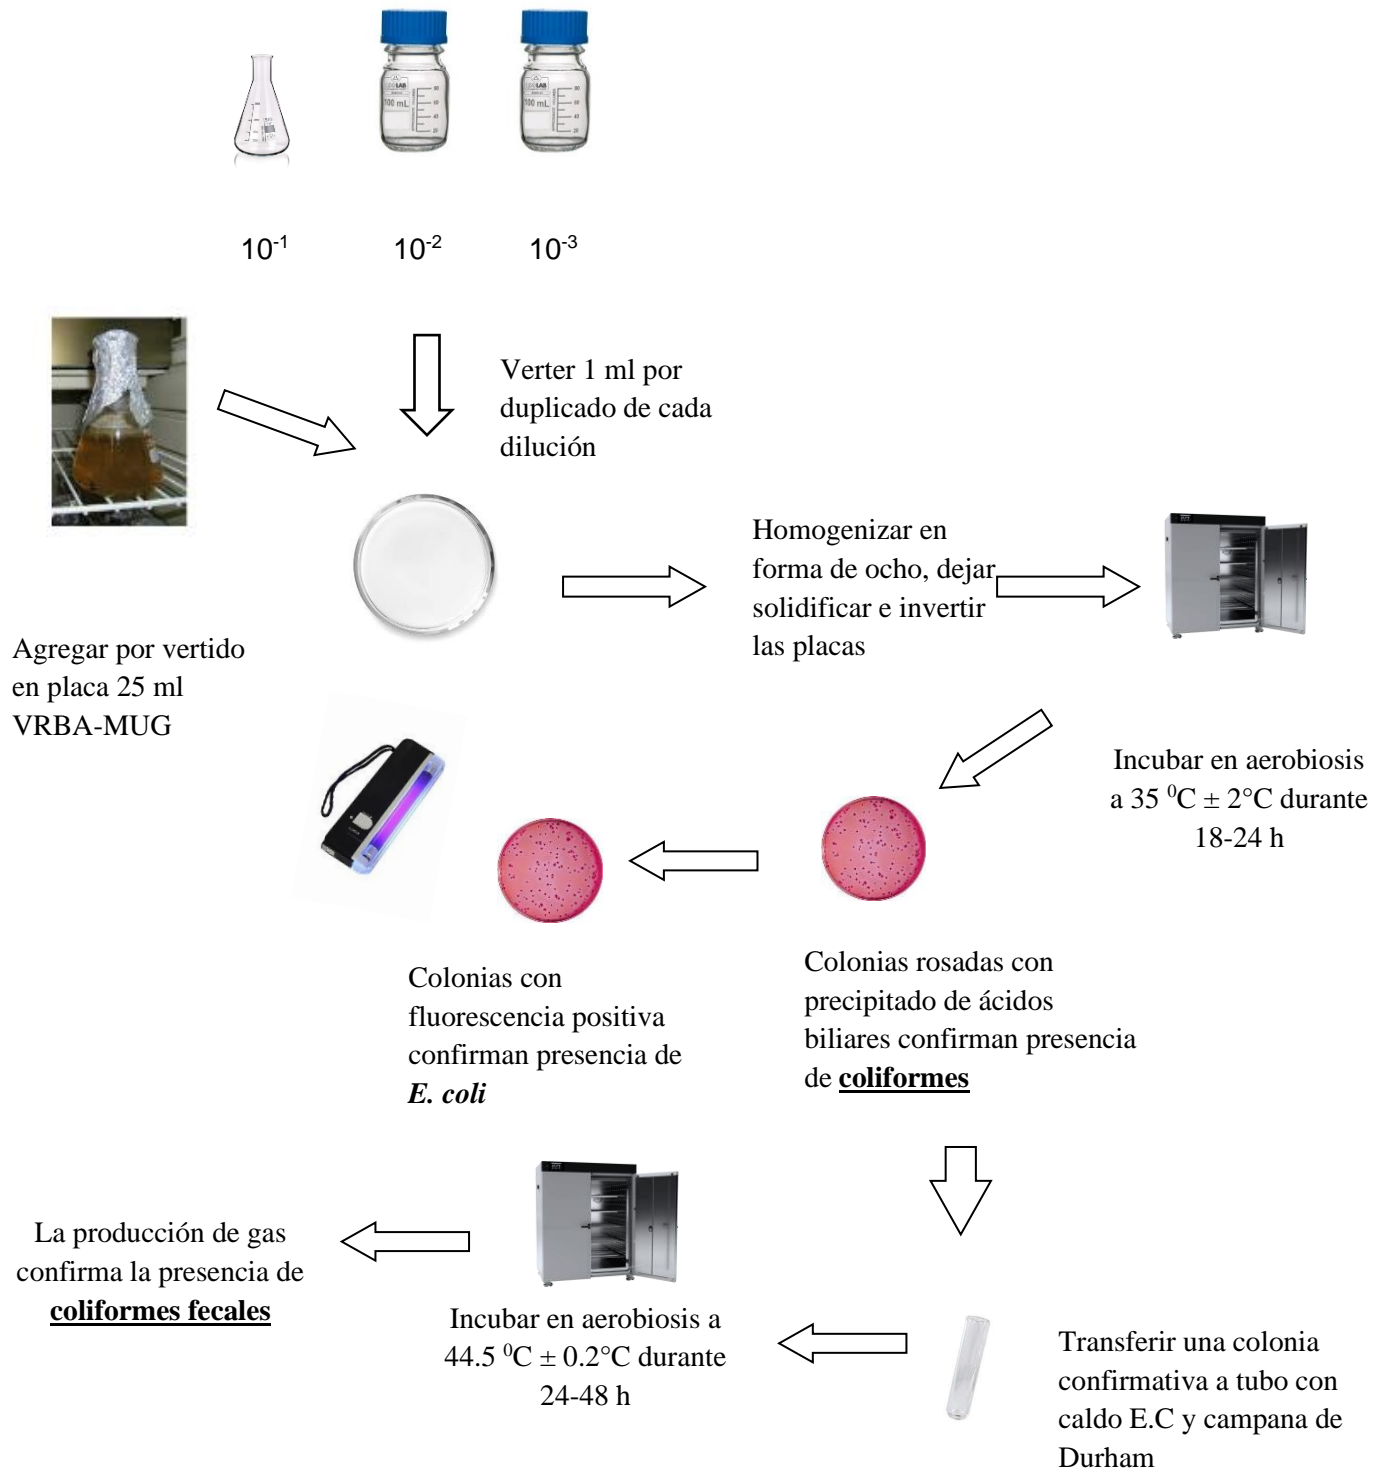 100 mL
100 mL
10⁻¹
10⁻²
10⁻³
Verter 1 ml por
duplicado de cada
dilución
Agregar por vertido
en placa 25 ml
VRBA-MUG
Homogenizar en
forma de ocho, dejar
solidificar e invertir
las placas
Incubar en aerobiosis
a 35 ⁰C ± 2°C durante
18-24 h
Colonias rosadas con
precipitado de ácidos
biliares confirman presencia
de coliformes
Colonias con
fluorescencia positiva
confirman presencia de
E. coli
Transferir una colonia
confirmativa a tubo con
caldo E.C y campana de
Durham
Incubar en aerobiosis a
44.5 ⁰C ± 0.2°C durante
24-48 h
La producción de gas
confirma la presencia de
coliformes fecales